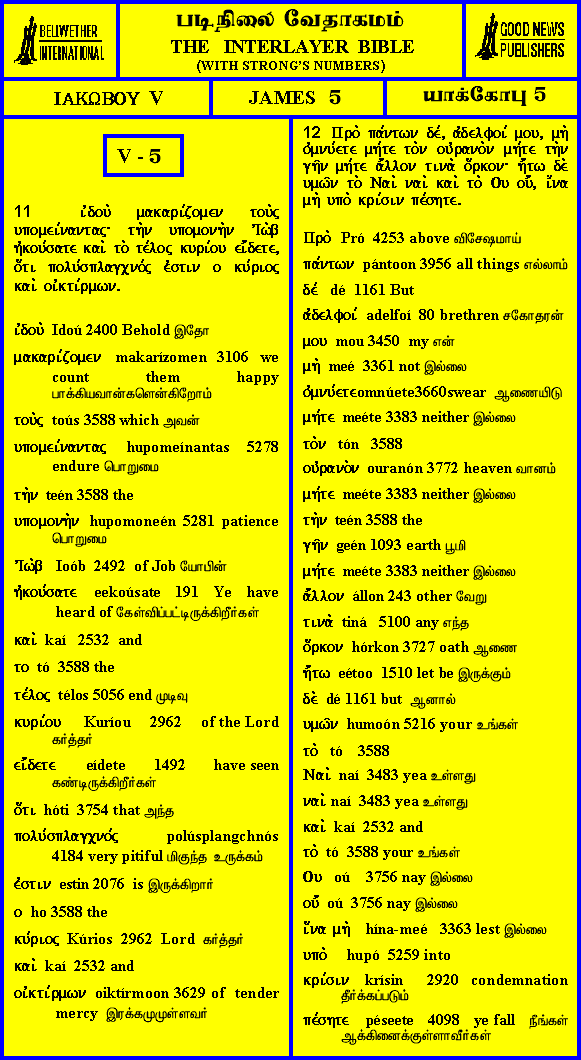 BELLWETHER
INTERNATIONAL
படிநிலை வேதாகமம்
THE INTERLAYER BIBLE
(WITH STRONG'S NUMBERS)
GOOD NEWS
PUBLISHERS
ΙΑΚΩΒΟΥ V
JAMES 5
யாக்கோபு 5
V - 5
11 ἰδοὺ μακαρίζομεν τοὺς
υπομείναντας· τὴν υπομονὴν Ἰὼβ
ἠκούσατε καὶ τὸ τέλος κυρίου εἴδετε,
ὅτι πολύσπλαγχνός ἐστιν ο κύριος
καὶ οἰκτίρμων.
ἰδοὺ Idoú 2400 Behold இதோ
μακαρίζομεν makarízomen 3106 we
count them happy
பாக்கியவான்களென்கிறோம்
τοὺς toús 3588 which அவன்
υπομείναντας hupomeínantas 5278
endure பொறுமை
τὴν teén 3588 the
υπομονὴν hupomoneén 5281 patience
பொறுமை
Ἰὼβ Ioób 2492 of Job யோபின்
ἠκούσατε eekoúsate 191 Ye have
heard of கேள்விப்பட்டிருக்கிறீர்கள்
καὶ kaí 2532 and
το tó 3588 the
τέλος télos 5056 end முடிவு
κυρίου Kuríou 2962 of the Lord
கர்த்தர்
εἴδετε eídete 1492 have seen
கண்டிருக்கிறீர்கள்
ὅτι hóti 3754 that அந்த
πολύσπλαγχνός polúsplangchnós
4184 very pitiful மிகுந்த உருக்கம்
ἐστιν estin 2076 is இருக்கிறார்
ο ho 3588 the
κύριος Kúrios 2962 Lord கர்த்தர்
καὶ kaí 2532 and
οἰκτίρμων oiktírmoon 3629 of tender
mercy இரக்கமுமுள்ளவர்
12 Πρὸ πάντων δέ, ἀδελφοί μου, μὴ
ὀμνύετε μήτε τὸν οὐρανὸν μήτε τὴν
γῆν μήτε ἄλλον τινὰ ὅρκον· ἤτω δὲ
υμῶν τὸ Ναὶ ναὶ καὶ τὸ Ου οὔ, ἵνα
μὴ υπὸ κρίσιν πέσητε.
Πρὸ Pró 4253 above விசேஷமாய்
πάντων pántoon 3956 all things எல்லாம்
δέ dé 1161 But
ἀδελφοί adelfoí 80 brethren சகோதரன்
μου mou 3450 my என்
μὴ meé 3361 not இல்லை
ὀμνύετεomnúete3660swear ஆணையிடு
μήτε meéte 3383 neither இல்லை
τὸν tón 3588
οὐρανὸν ouranón 3772 heaven வானம்
μήτε meéte 3383 neither இல்லை
τὴν teén 3588 the
γῆν geén 1093 earth பூமி
μήτε meéte 3383 neither இல்லை
ἄλλον állon 243 other வேறு
τινὰ tiná 5100 any எந்த
ὅρκον hórkon 3727 oath ஆணை
ἤτω eétoo 1510 let be இருக்கும்
δὲ dé 1161 but ஆனால்
υμῶν humoón 5216 your உங்கள்
τὸ tó 3588
Ναὶ naí 3483 yea உள்ளது
ναὶ naí 3483 yea உள்ளது
καὶ kaí 2532 and
τὸ tó 3588 your உங்கள்
Ου oú 3756 nay இல்லை
οὔ oú 3756 nay இல்லை
ἵνα μὴ hína-meé 3363 lest இல்லை
υπὸ hupó 5259 into
κρίσιν krísin 2920 condemnation
தீர்க்கப்படும்
πέσητε péseete 4098 ye fall நீங்கள்
ஆக்கினைக்குள்ளாவீர்கள்